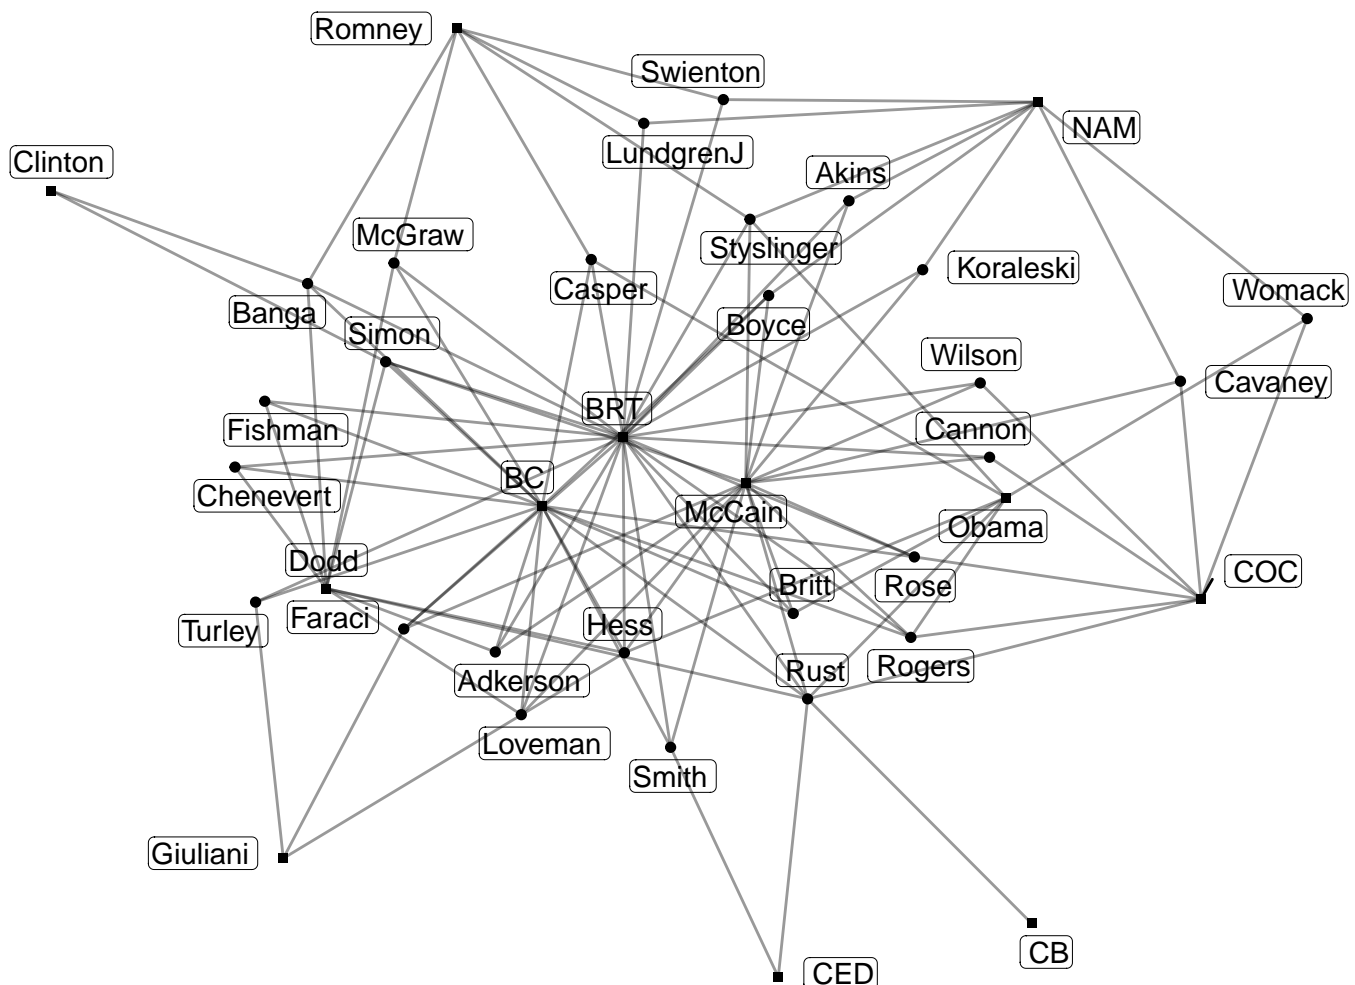 Romney
Swienton
NAM
LundgrenJ
Clinton
Akins
McGraw
Styslinger
Koraleski
Casper
Womack
Banga
Boyce
Simon
Wilson
Cavaney
BRT
Fishman
Cannon
BC
Chenevert
McCain
Obama
Dodd
COC
Britt
Rose
Faraci
Hess
Turley
Rust
Rogers
Adkerson
Loveman
Smith
Giuliani
CB
CED